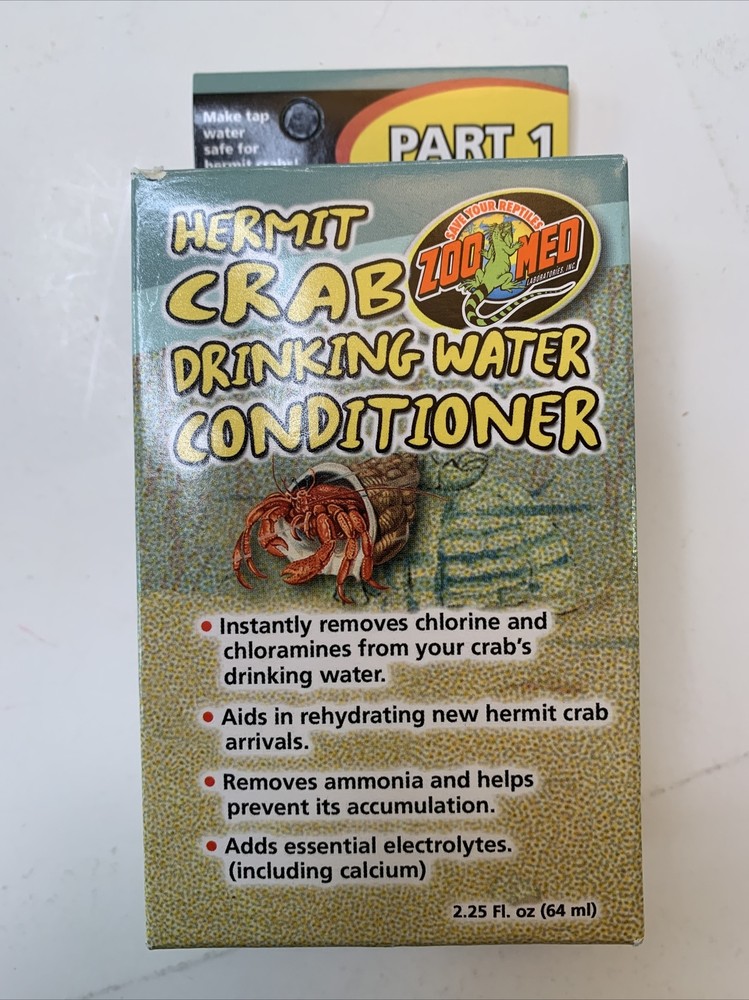 Make tap
water
safe for
hermit crabs!
PART 1
HERMIT
CRAB
DRINKING WATER
CONDITIONER
SAVE YOUR REPTILES
ZOO MED
LABORATORIES, INC.
• Instantly removes chlorine and
chloramines from your crab's
drinking water.
• Aids in rehydrating new hermit crab
arrivals.
• Removes ammonia and helps
prevent its accumulation.
• Adds essential electrolytes.
(including calcium)
2.25 Fl. oz (64 ml)